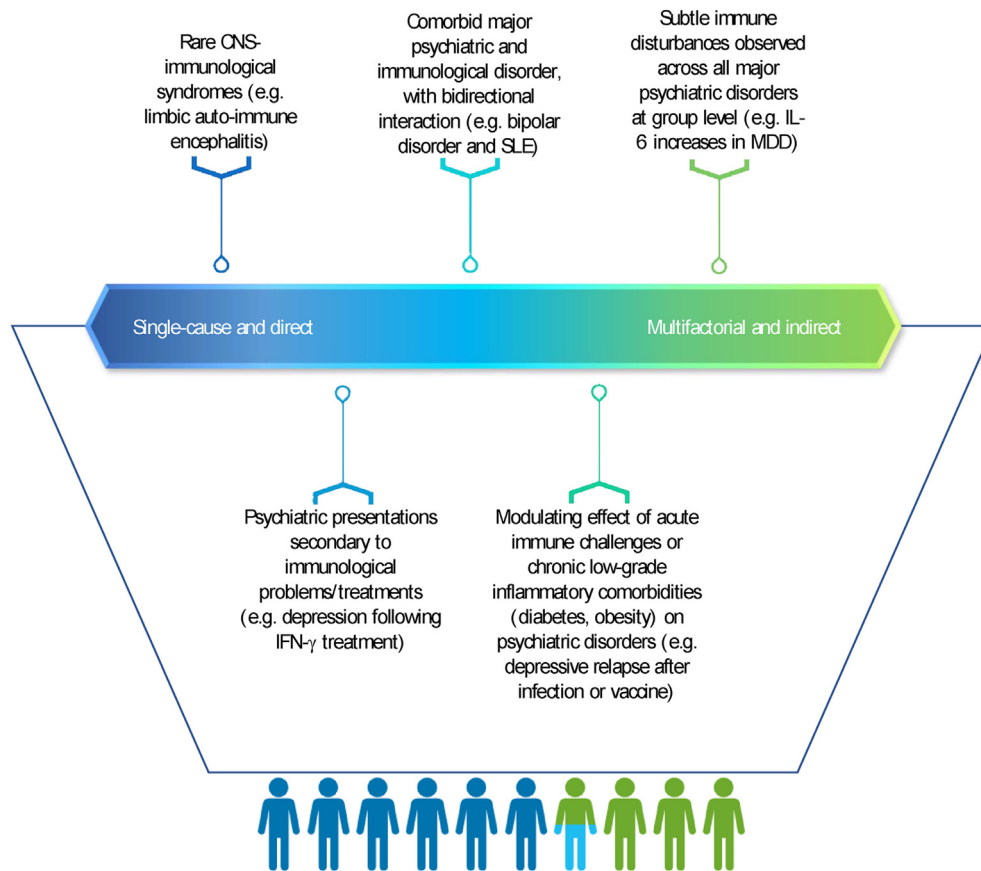 Rare CNS-
immunological
syndromes (e.g.
limbic auto-immune
encephalitis)
Comorbid major
psychiatric and
immunological disorder,
with bidirectional
interaction (e.g. bipolar
disorder and SLE)
Subtle immune
disturbances observed
across all major
psychiatric disorders
at group level (e.g. IL-
6 increases in MDD)
Single-cause and direct
Multifactorial and indirect
Psychiatric presentations
secondary to
immunological
problems/treatments
(e.g. depression following
IFN-γ treatment)
Modulating effect of acute
immune challenges or
chronic low-grade
inflammatory comorbidities
(diabetes, obesity) on
psychiatric disorders (e.g.
depressive relapse after
infection or vaccine)